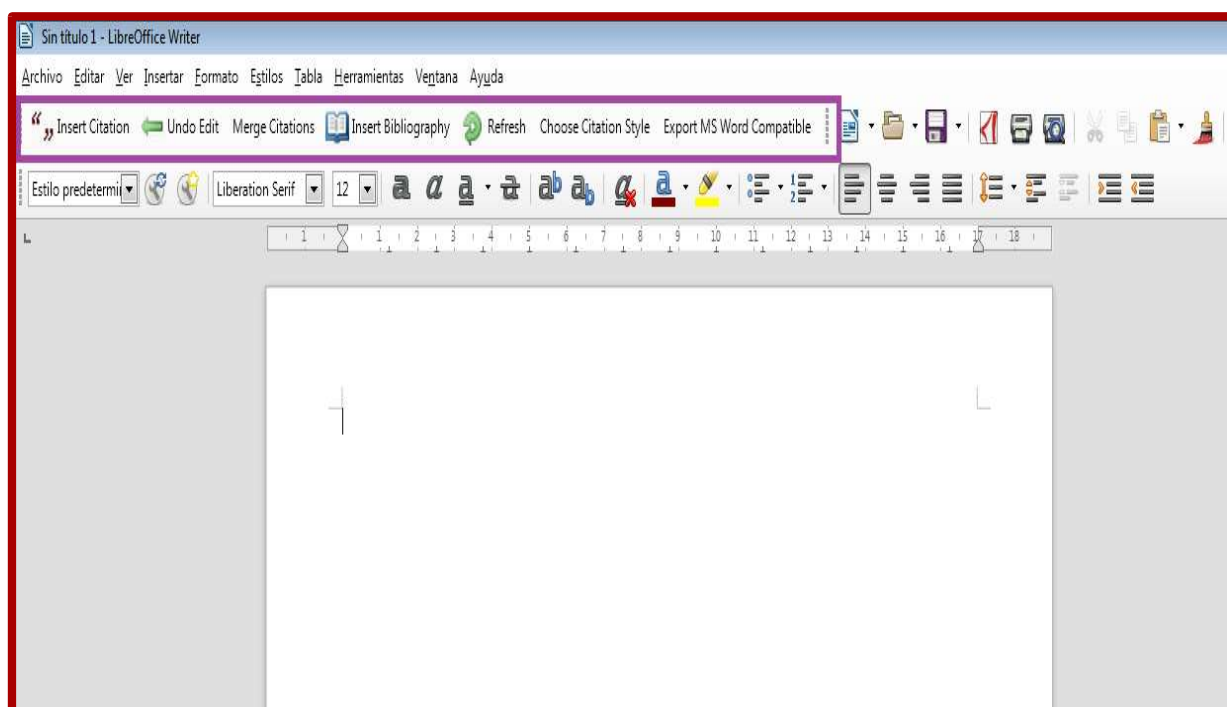 Sin título 1 - LibreOffice Writer
Archivo Editar Ver Insertar Formato Estilos Tabla Herramientas Ventana Ayuda
Insert Citation Undo Edit Merge Citations Insert Bibliography Refresh Choose Citation Style Export MS Word Compatible
Estilo predetermi Liberation Serif 12 a a a a ab ab a a
1 1 2 3 4 5 6 7 8 9 10 11 12 13 14 15 16 17 18